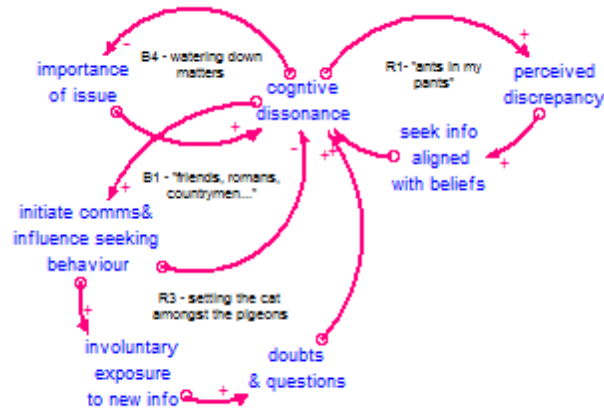 B4 - watering down
matters
importance
of issue
cogntive
dissonance
R1- "ants in my
pants"
perceived
discrepancy
seek info
aligned
with beliefs
B1 - "friends, romans,
countrymen..."
initiate comms&
influence seeking
behaviour
R3 - setting the cat
amongst the pigeons
involuntary
exposure
to new info
doubts
& questions
-
+
+
+
+
+
-
+
+
+